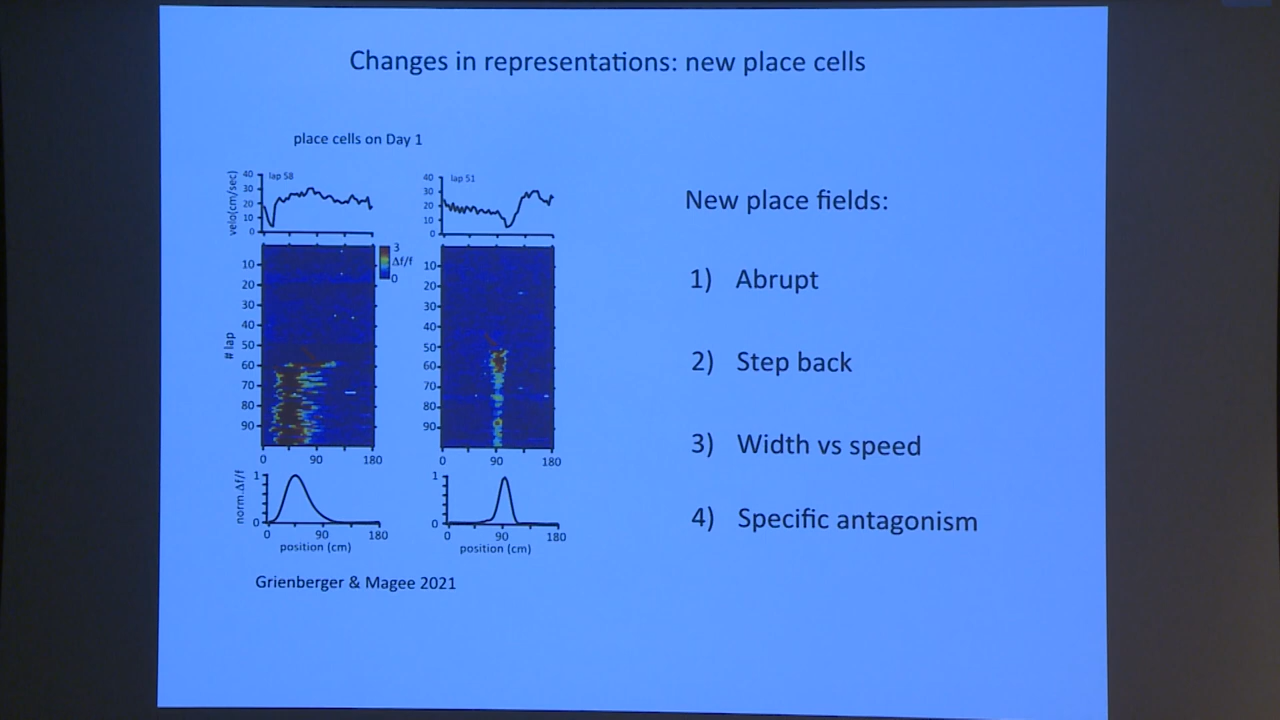 Changes in representations: new place cells
place cells on Day 1
velo(cm/sec)
40
30
20
10
0
lap 58
40
30
20
10
0
lap 51
3
Δf/f
0
# lap
10
20
30
40
50
60
70
80
90
0 90 180
10
20
30
40
50
60
70
80
90
0 90 180
norm.Δf/f
1
0
0 90 180
position (cm)
1
0
0 90 180
position (cm)
Grienberger & Magee 2021
New place fields:
1) Abrupt
2) Step back
3) Width vs speed
4) Specific antagonism